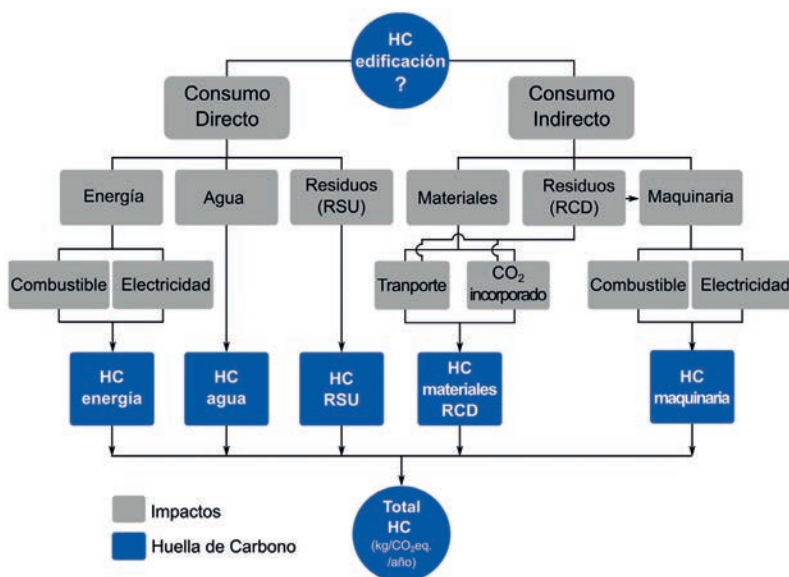 HC
edificación
?
Consumo
Directo
Consumo
Indirecto
Energía
Agua
Residuos
(RSU)
Materiales
Residuos
(RCD)
Maquinaria
Combustible
Electricidad
Tranporte
CO₂
incorporado
Combustible
Electricidad
HC
energía
HC
agua
HC
RSU
HC
materiales
RCD
HC
maquinaria
Impactos
Huella de Carbono
Total
HC
(kg/CO₂eq.
/año)